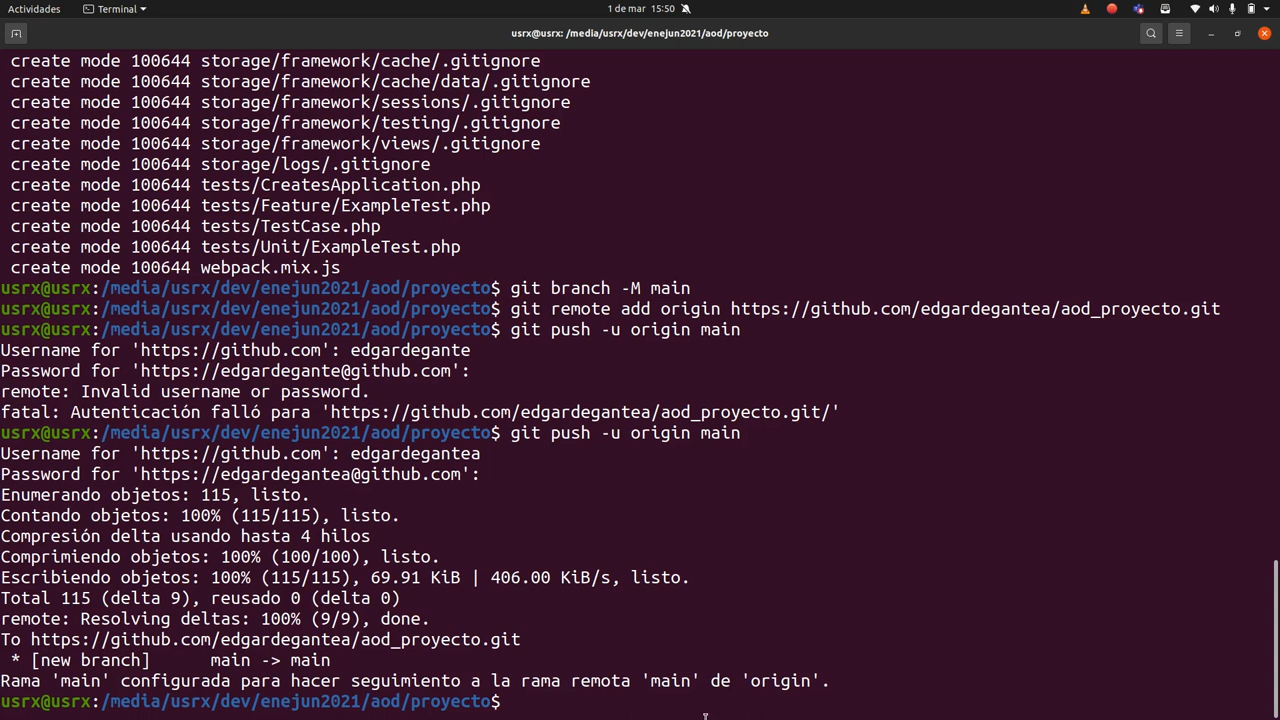 Actividades
Terminal
1 de mar 15:50
usrx@usrx: /media/usrx/dev/enejun2021/aod/proyecto
create mode 100644 storage/framework/cache/.gitignore
create mode 100644 storage/framework/cache/data/.gitignore
create mode 100644 storage/framework/sessions/.gitignore
create mode 100644 storage/framework/testing/.gitignore
create mode 100644 storage/framework/views/.gitignore
create mode 100644 storage/logs/.gitignore
create mode 100644 tests/CreatesApplication.php
create mode 100644 tests/Feature/ExampleTest.php
create mode 100644 tests/TestCase.php
create mode 100644 tests/Unit/ExampleTest.php
create mode 100644 webpack.mix.js
usrx@usrx:/media/usrx/dev/enejun2021/aod/proyecto$ git branch -M main
usrx@usrx:/media/usrx/dev/enejun2021/aod/proyecto$ git remote add origin https://github.com/edgardegantea/aod_proyecto.git
usrx@usrx:/media/usrx/dev/enejun2021/aod/proyecto$ git push -u origin main
Username for 'https://github.com': edgardegante
Password for 'https://edgardegante@github.com':
remote: Invalid username or password.
fatal: Autenticación falló para 'https://github.com/edgardegantea/aod_proyecto.git/'
usrx@usrx:/media/usrx/dev/enejun2021/aod/proyecto$ git push -u origin main
Username for 'https://github.com': edgardegantea
Password for 'https://edgardegantea@github.com':
Enumerando objetos: 115, listo.
Contando objetos: 100% (115/115), listo.
Compresión delta usando hasta 4 hilos
Comprimiendo objetos: 100% (100/100), listo.
Escribiendo objetos: 100% (115/115), 69.91 KiB | 406.00 KiB/s, listo.
Total 115 (delta 9), reusado 0 (delta 0)
remote: Resolving deltas: 100% (9/9), done.
To https://github.com/edgardegantea/aod_proyecto.git
* [new branch]      main -> main
Rama 'main' configurada para hacer seguimiento a la rama remota 'main' de 'origin'.
usrx@usrx:/media/usrx/dev/enejun2021/aod/proyecto$